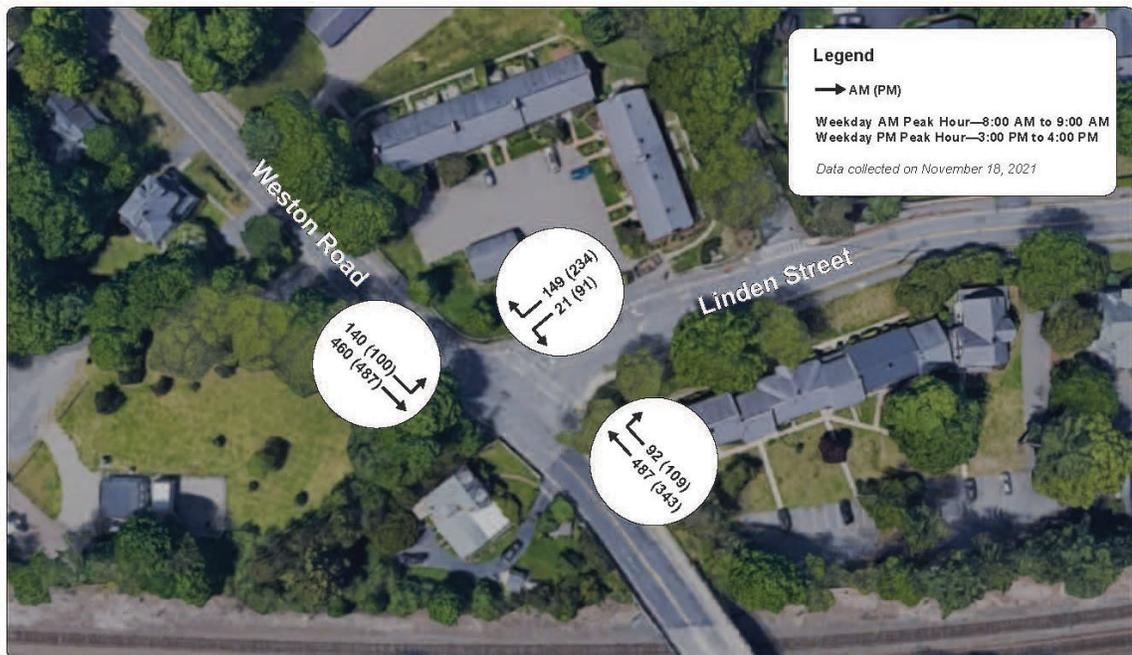 Legend
AM (PM)
Weekday AM Peak Hour—8:00 AM to 9:00 AM
Weekday PM Peak Hour—3:00 PM to 4:00 PM
Data collected on November 18, 2021
Weston Road
Linden Street
149 (234)
21 (91)
140 (100)
460 (487)
92 (109)
487 (343)